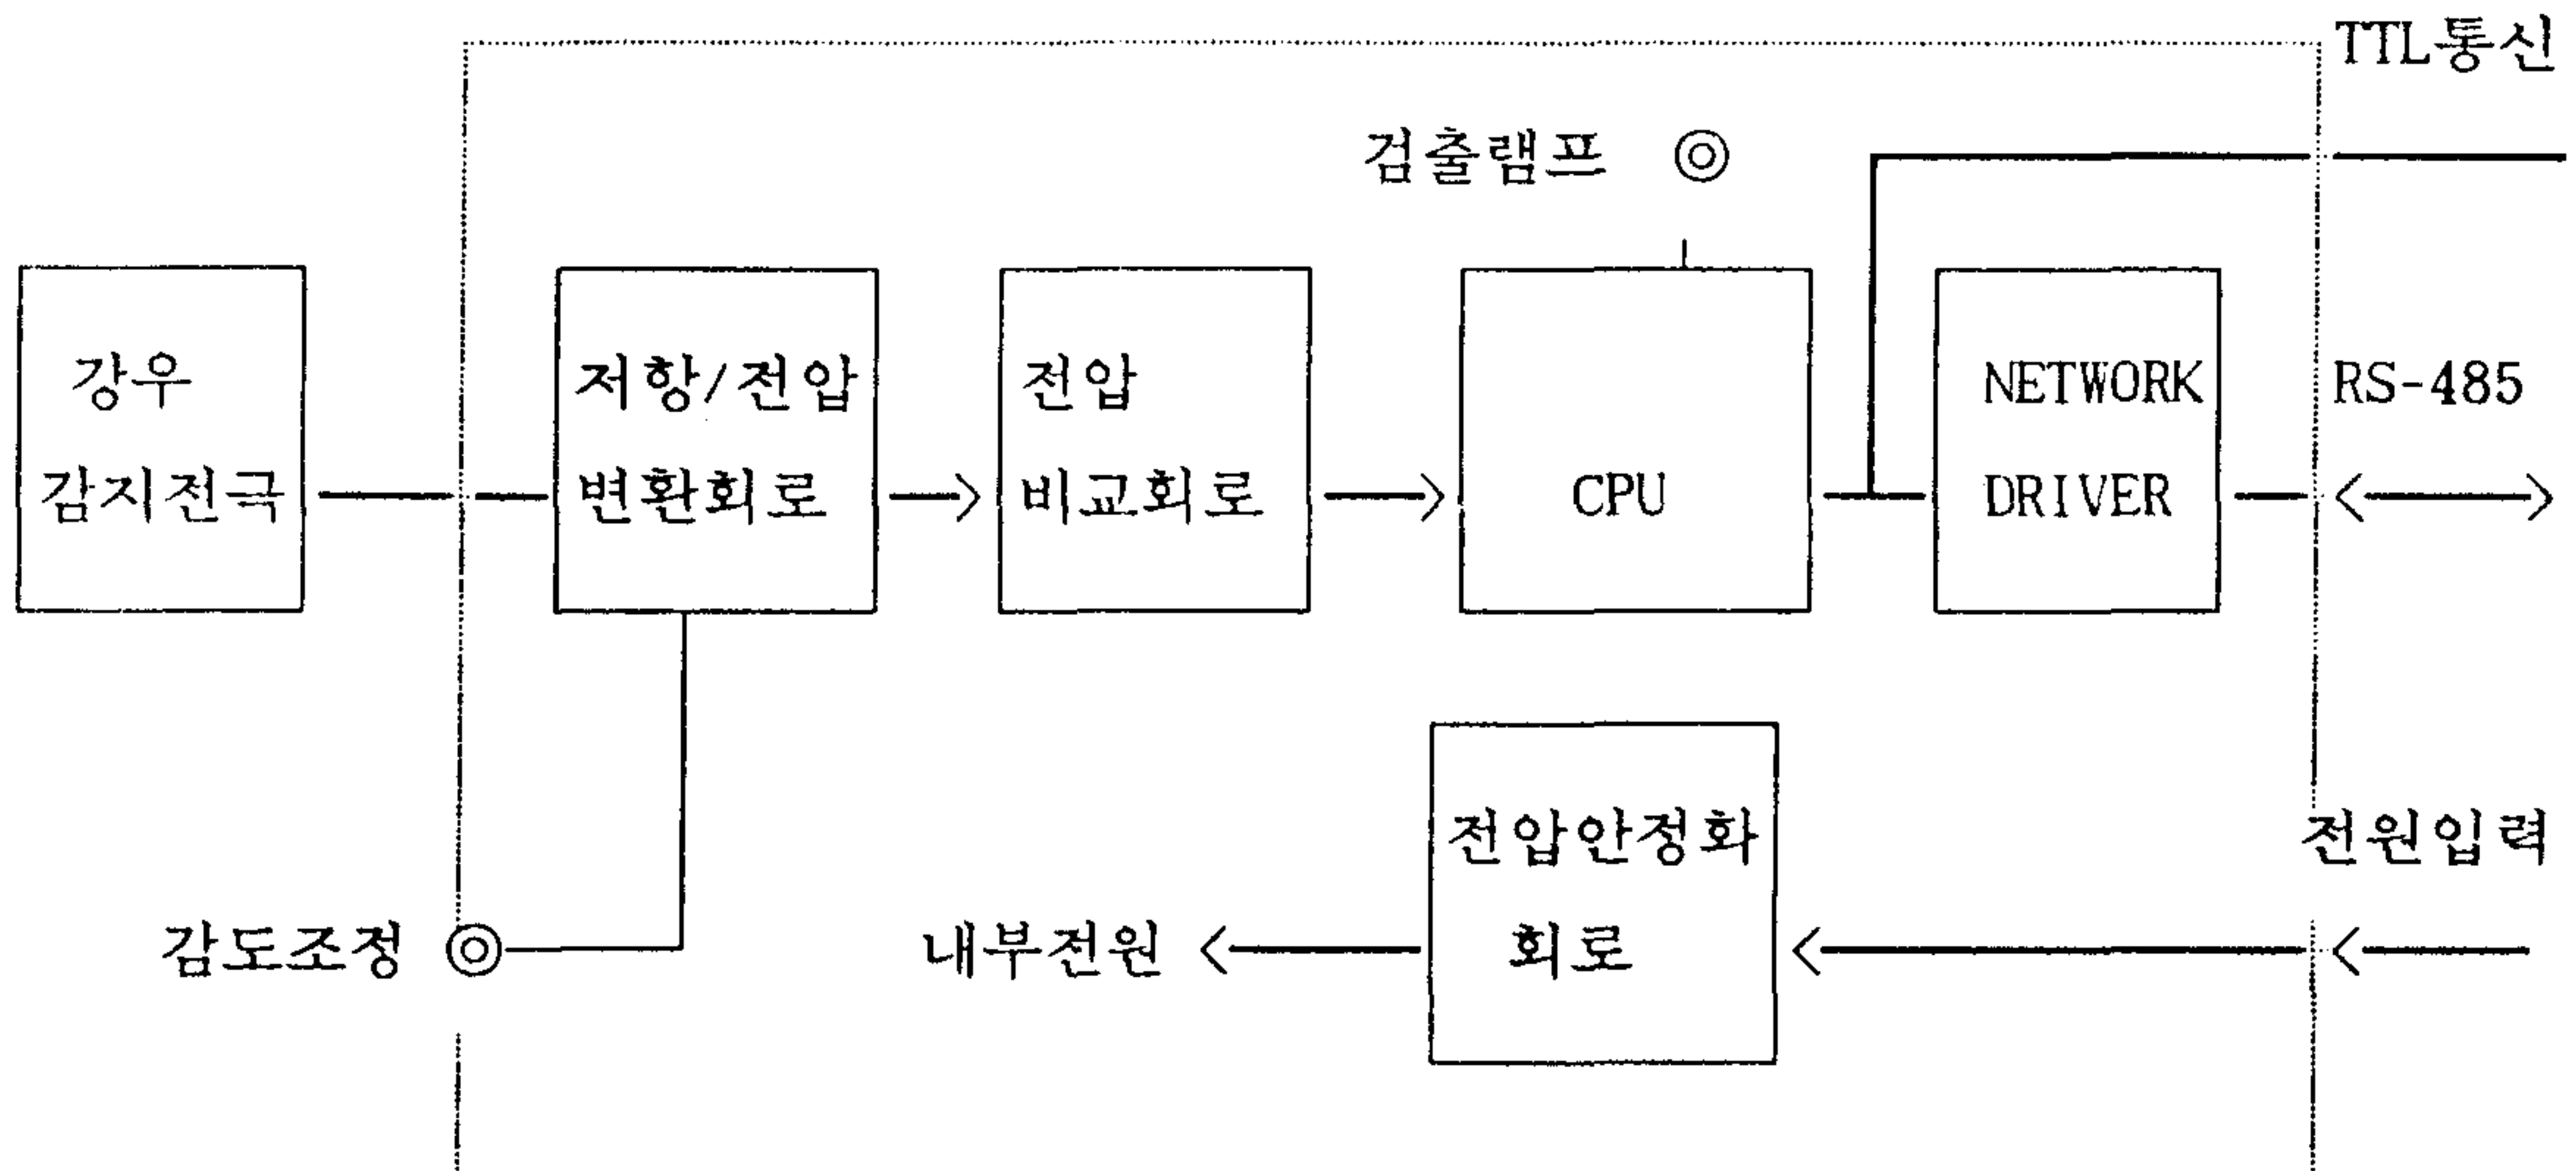 TTL통신
검출램프
강우
감지전극
저항/전압
변환회로
전압
비교회로
CPU
NETWORK
DRIVER
RS-485
전압안정화
회로
전원입력
감도조정
내부전원